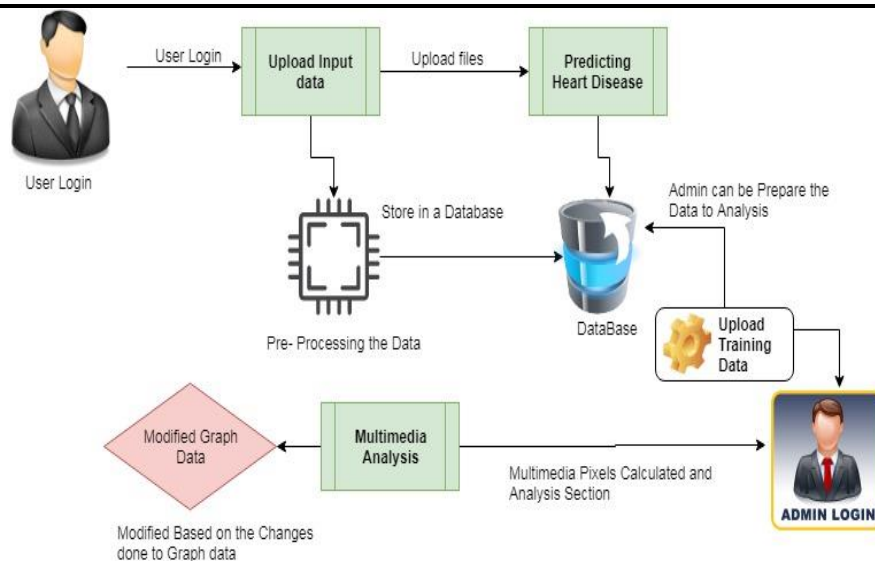 User Login
User Login
Upload Input
data
Upload files
Predicting
Heart Disease
Store in a Database
Admin can be Prepare the
Data to Analysis
Pre- Processing the Data
DataBase
Upload
Training
Data
Modified Graph
Data
Multimedia
Analysis
Multimedia Pixels Calculated and
Analysis Section
ADMIN LOGIN
Modified Based on the Changes
done to Graph data